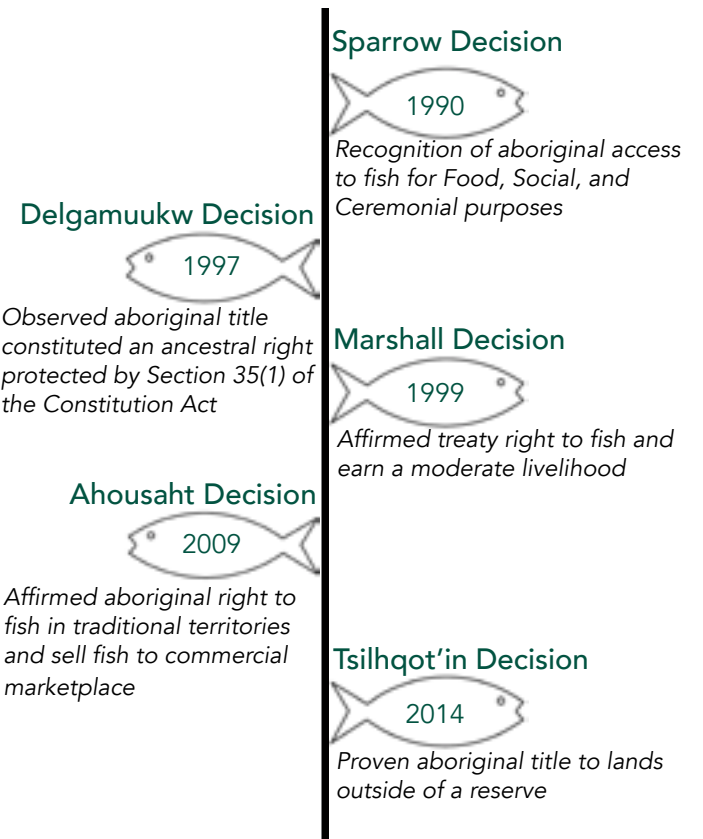 Sparrow Decision
1990
Recognition of aboriginal access
to fish for Food, Social, and
Ceremonial purposes
Delgamuukw Decision
1997
Observed aboriginal title
constituted an ancestral right
protected by Section 35(1) of
the Constitution Act
Marshall Decision
1999
Affirmed treaty right to fish and
earn a moderate livelihood
Ahousaht Decision
2009
Affirmed aboriginal right to
fish in traditional territories
and sell fish to commercial
marketplace
Tsilhqot’in Decision
2014
Proven aboriginal title to lands
outside of a reserve